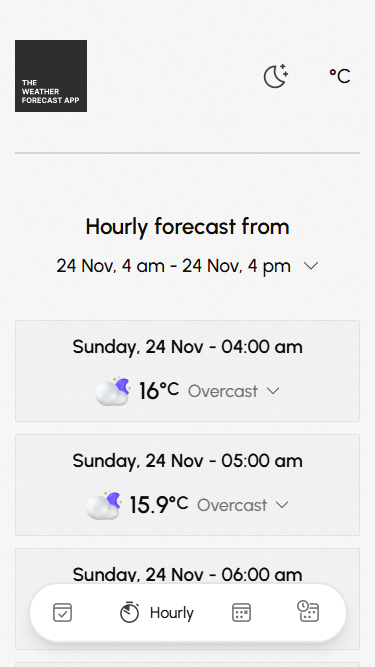 THE
WEATHER
FORECAST APP
°C
Hourly forecast from
24 Nov, 4 am - 24 Nov, 4 pm
Sunday, 24 Nov - 04:00 am
16°C Overcast
Sunday, 24 Nov - 05:00 am
15.9°C Overcast
Sunday, 24 Nov - 06:00 am
Hourly